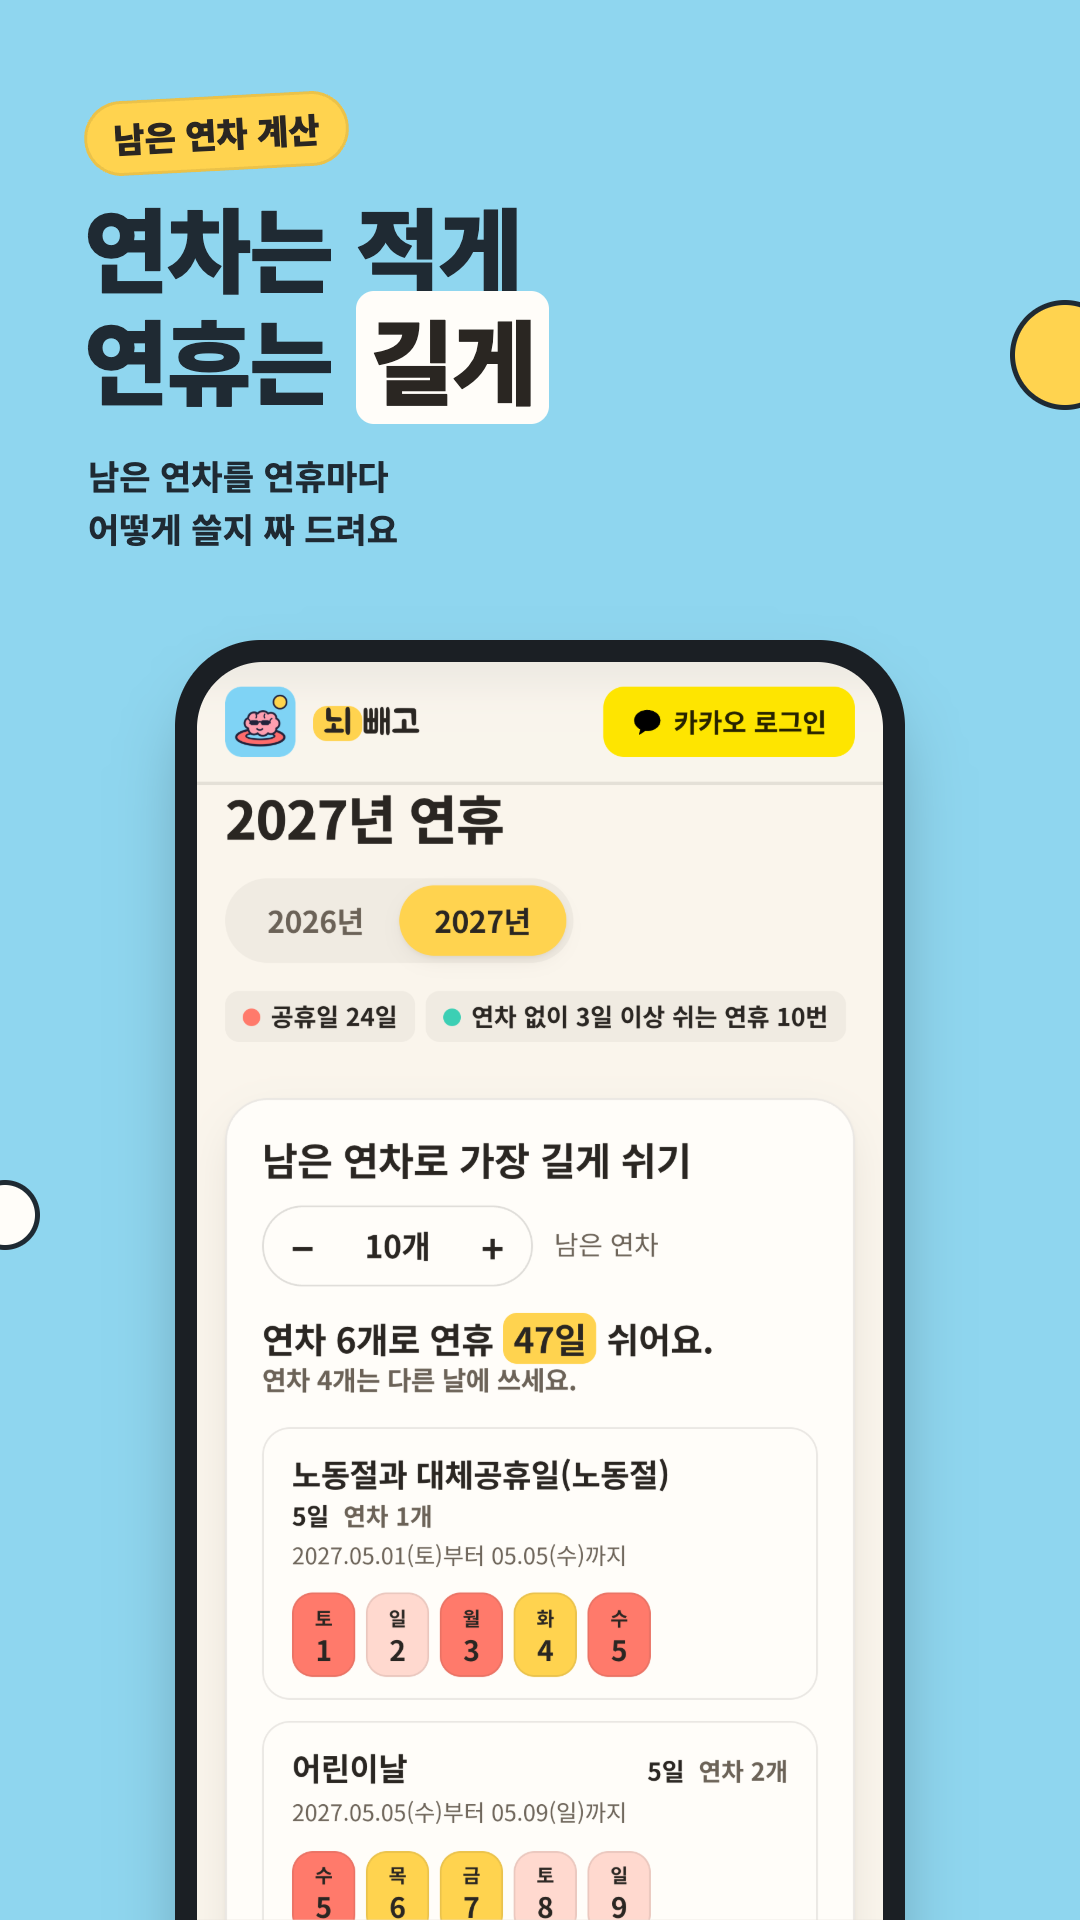 남은 연차 계산
연차는 적게
연휴는 길게
남은 연차를 연휴마다
어떻게 쓸지 짜 드려요
뇌빼고
카카오 로그인
2027년 연휴
2026년 2027년
공휴일 24일 연차 없이 3일 이상 쉬는 연휴 10번
남은 연차로 가장 길게 쉬기
− 10개 + 남은 연차
연차 6개로 연휴 47일 쉬어요.
연차 4개는 다른 날에 쓰세요.
노동절과 대체공휴일(노동절)
5일 연차 1개
2027.05.01(토)부터 05.05(수)까지
토 일 월 화 수
1 2 3 4 5
어린이날 5일 연차 2개
2027.05.05(수)부터 05.09(일)까지
수 목 금 토 일
5 6 7 8 9